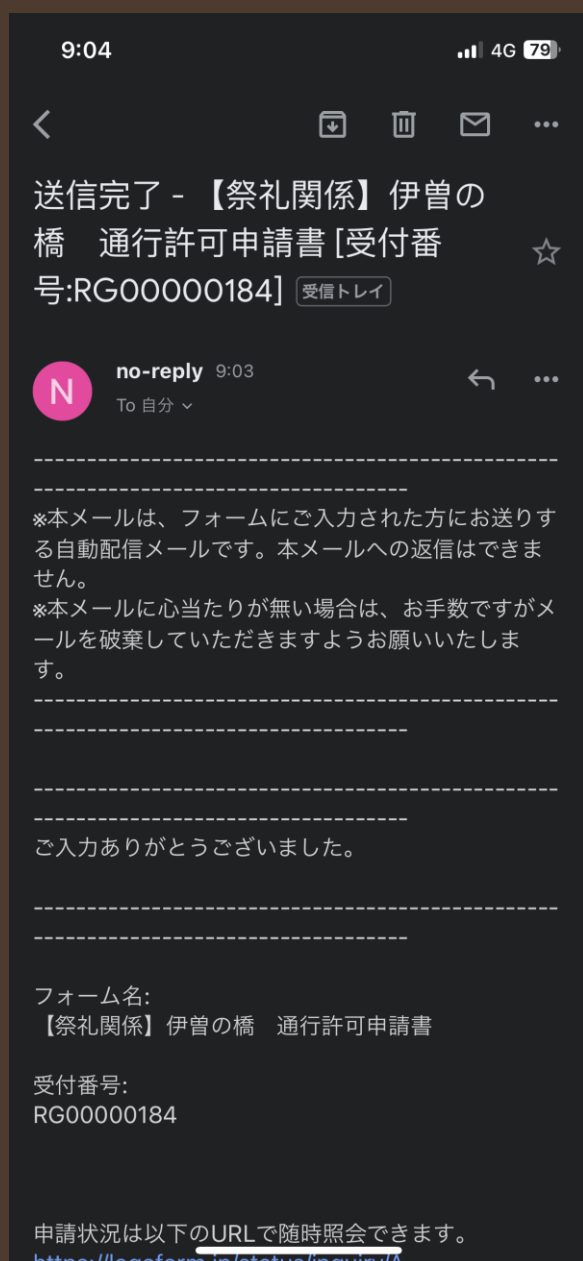 9:04
4G 79
送信完了 - 【祭礼関係】伊曽の
橋　通行許可申請書 [受付番
号:RG00000184] 受信トレイ
N
no-reply 9:03
To 自分
--------------------------------------------------
-----------------------------------
※本メールは、フォームにご入力された方にお送りす
る自動配信メールです。本メールへの返信はできま
せん。
※本メールに心当たりが無い場合は、お手数ですがメ
ールを破棄していただきますようお願いいたしま
す。
--------------------------------------------------
-----------------------------------
--------------------------------------------------
-----------------------------------
ご入力ありがとうございました。
--------------------------------------------------
-----------------------------------
フォーム名:
【祭礼関係】伊曽の橋　通行許可申請書
受付番号:
RG00000184
申請状況は以下のURLで随時照会できます。